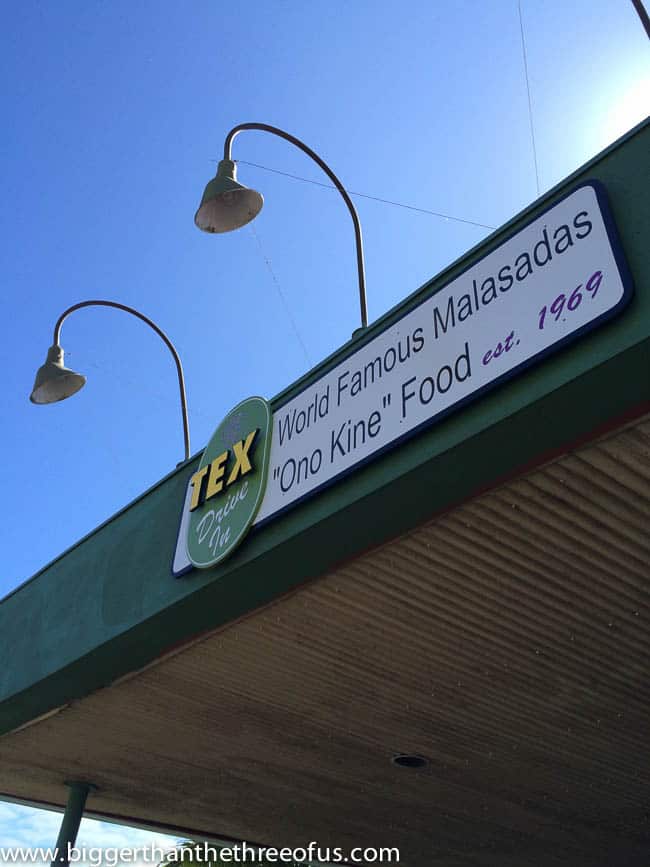 TEX
Drive
In
World Famous Malasadas
"Ono Kine" Food est. 1969
www.biggerthanthethreeofus.com